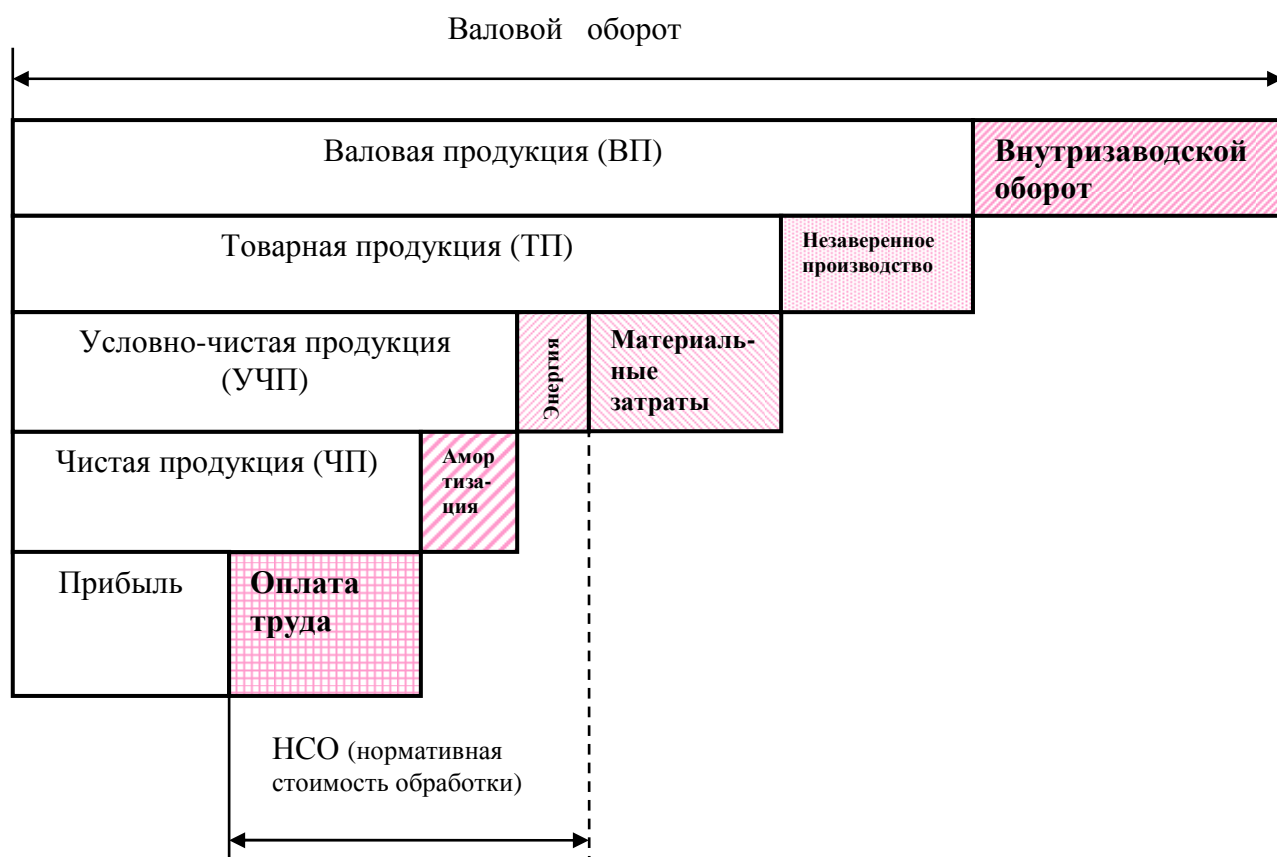 Валовой оборот
Валовая продукция (ВП)
Внутризаводской
оборот
Товарная продукция (ТП)
Незаверенное
производство
Условно-чистая продукция
(УЧП)
Энергия
Материаль-
ные
затраты
Чистая продукция (ЧП)
Амор
тиза-
ция
Прибыль
Оплата
труда
НСО (нормативная
стоимость обработки)